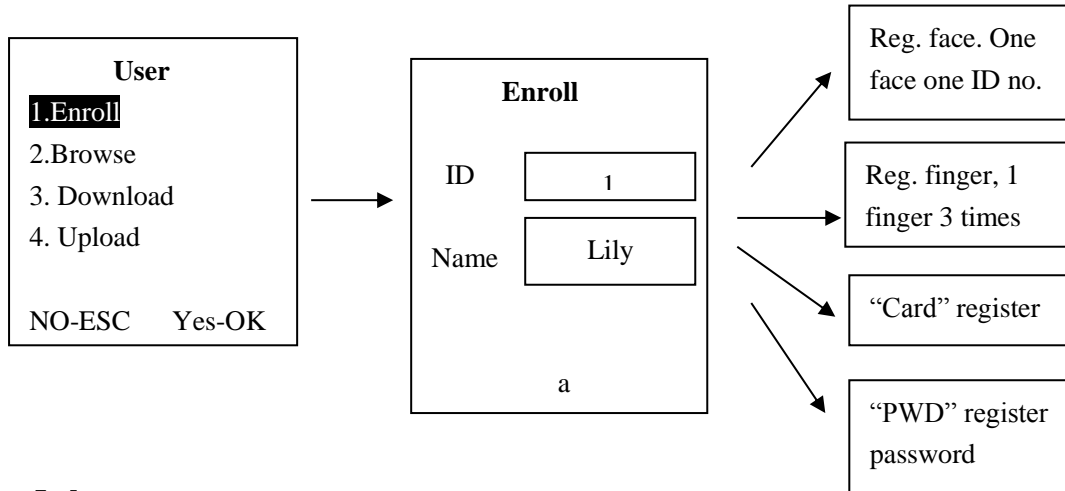 User
1.Enroll
2.Browse
3. Download
4. Upload
NO-ESC Yes-OK
Enroll
ID 1
Name Lily
a
Reg. face. One
face one ID no.
Reg. finger, 1
finger 3 times
“Card” register
“PWD” register
password